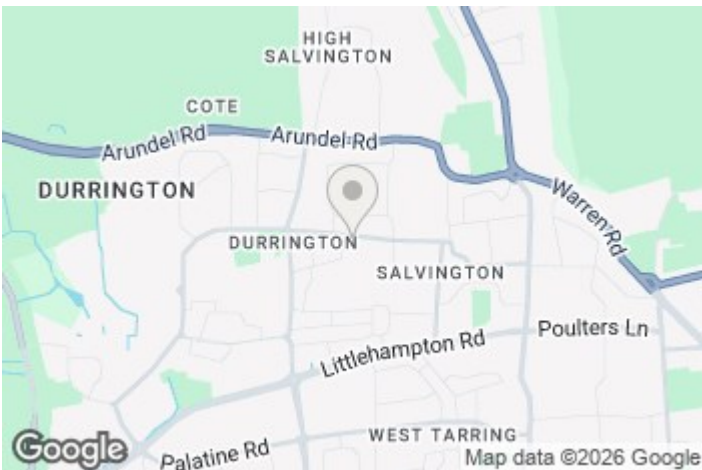 HIGH
SALVINGTON
COTE
Arundel Rd
Arundel Rd
DURRINGTON
Warren Rd
DURRINGTON
SALVINGTON
Poulters Ln
Littlehampton Rd
WEST TARRING
Palatine Rd
Google
Map data ©2026 Google